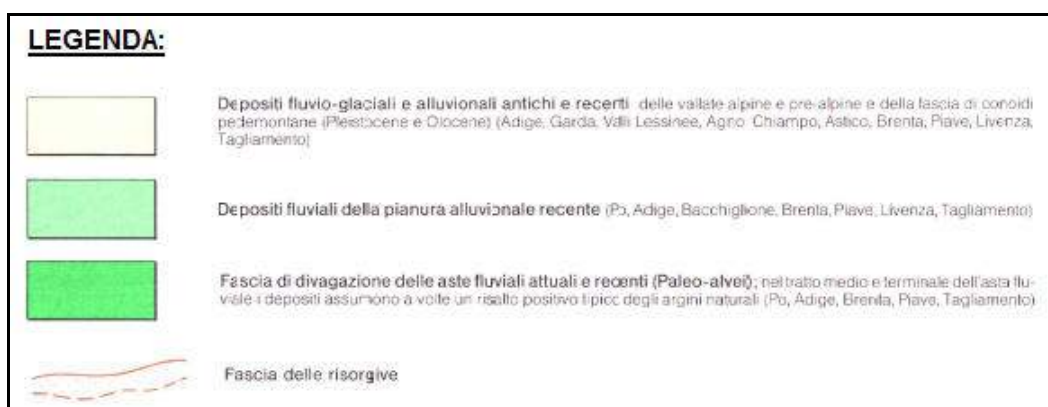 LEGENDA:
Depositi fluvio-glaciali e alluvionali antichi e recenti delle vallate alpine e pre-alpine e della fascia di conoidi
pedemontane (Pleistocene e Olocene) (Adige, Garda, Valli Lessinee, Agno Chiampo, Astico, Brenta, Piave, Livenza,
Tagliamento)
Depositi fluviali della pianura alluvionale recente (Po, Adige, Bacchiglione, Brenta, Piave, Livenza, Tagliamento)
Fascia di divagazione delle aste fluviali attuali e recenti (Paleo-alvei); nel tratto medio e terminale dell'asta flu-
viale i depositi assumono a volte un risalto positivo tipico degli argini naturali (Po, Adige, Brenta, Piave, Tagliamento)
Fascia delle risorgive